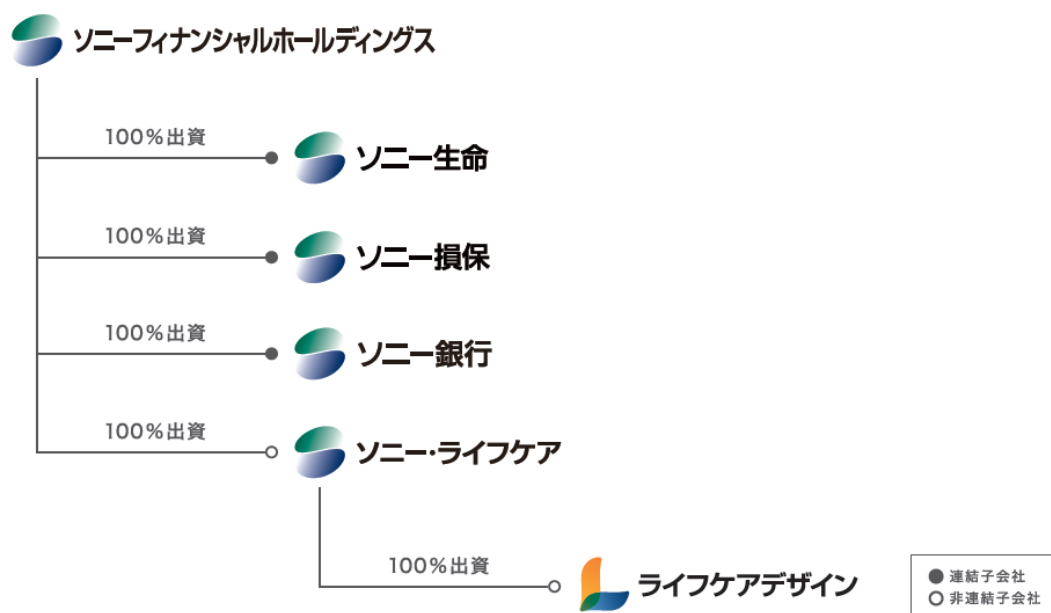 ソニーフィナンシャルホールディングス
100%出資
ソニー生命
100%出資
ソニー損保
100%出資
ソニー銀行
100%出資
ソニー・ライフケア
100%出資
ライフケアデザイン
連結子会社
非連結子会社